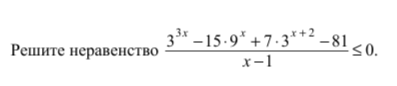 Решите неравенство (3^{3x} − 15·9^x + 7·3^{x+2} − 81)/(x−1) ≤ 0.